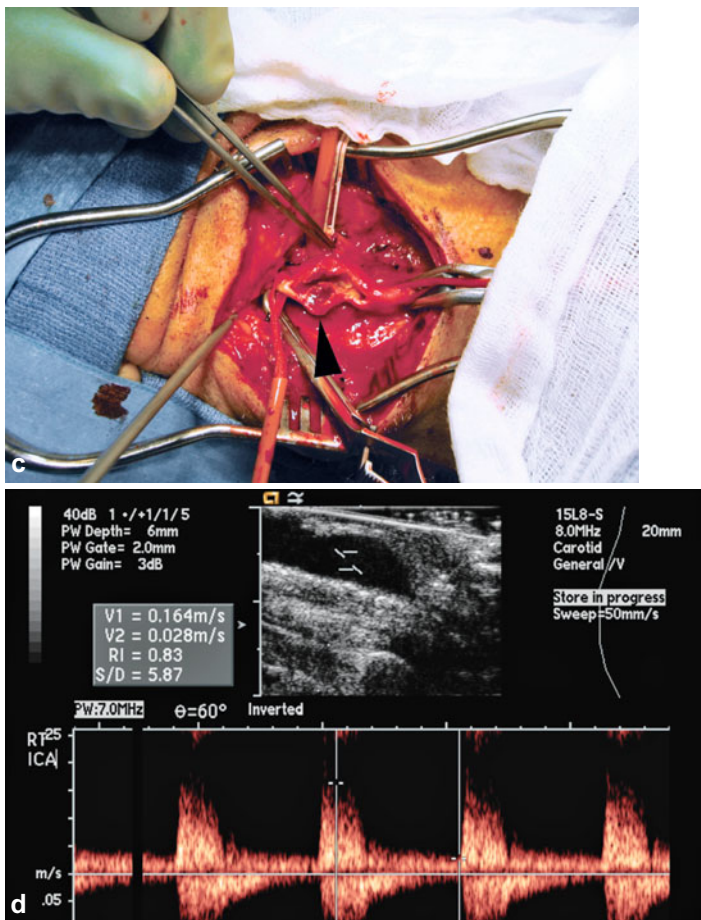 c
40dB 1 +/+1/1/5
PW Depth= 6mm
PW Gate= 2.0mm
PW Gain= 3dB
15L8-S
8.0MHz 20mm
Carotid
General /V
Store in progress
Sweep=50mm/s
V1 = 0.164m/s
V2 = 0.028m/s
RI = 0.83
S/D = 5.87
PW:7.0MHz θ=60° Inverted
RT .25
ICA
m/s
.05
d